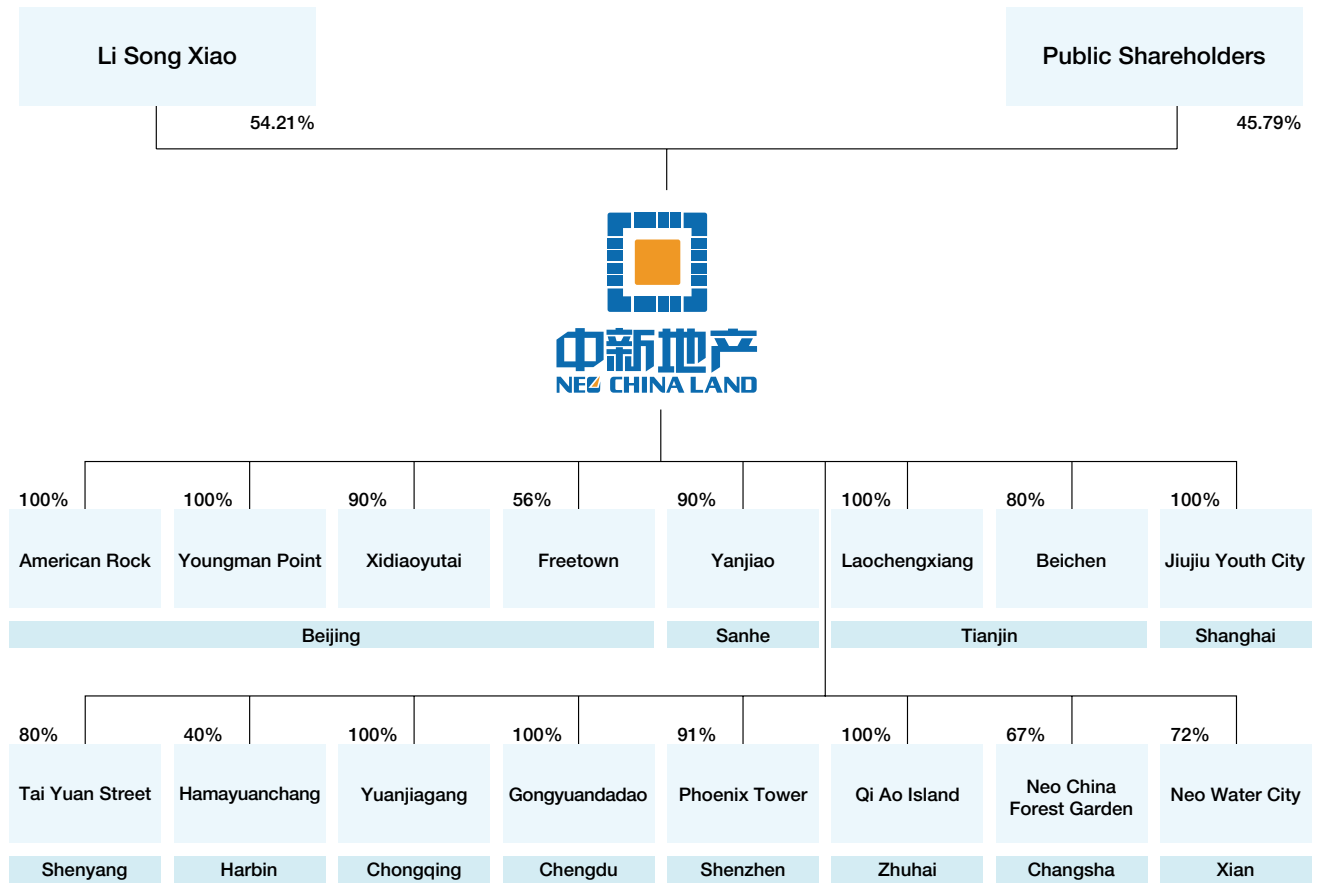 Li Song Xiao
Public Shareholders
54.21%
45.79%
中新地产
NEO CHINA LAND
100%
100%
90%
56%
90%
100%
80%
100%
American Rock
Youngman Point
Xidiaoyutai
Freetown
Yanjiao
Laochengxiang
Beichen
Jiujiu Youth City
Beijing
Sanhe
Tianjin
Shanghai
80%
40%
100%
100%
91%
100%
67%
72%
Tai Yuan Street
Hamayuanchang
Yuanjiagang
Gongyuandadao
Phoenix Tower
Qi Ao Island
Neo China
Forest Garden
Neo Water City
Shenyang
Harbin
Chongqing
Chengdu
Shenzhen
Zhuhai
Changsha
Xian